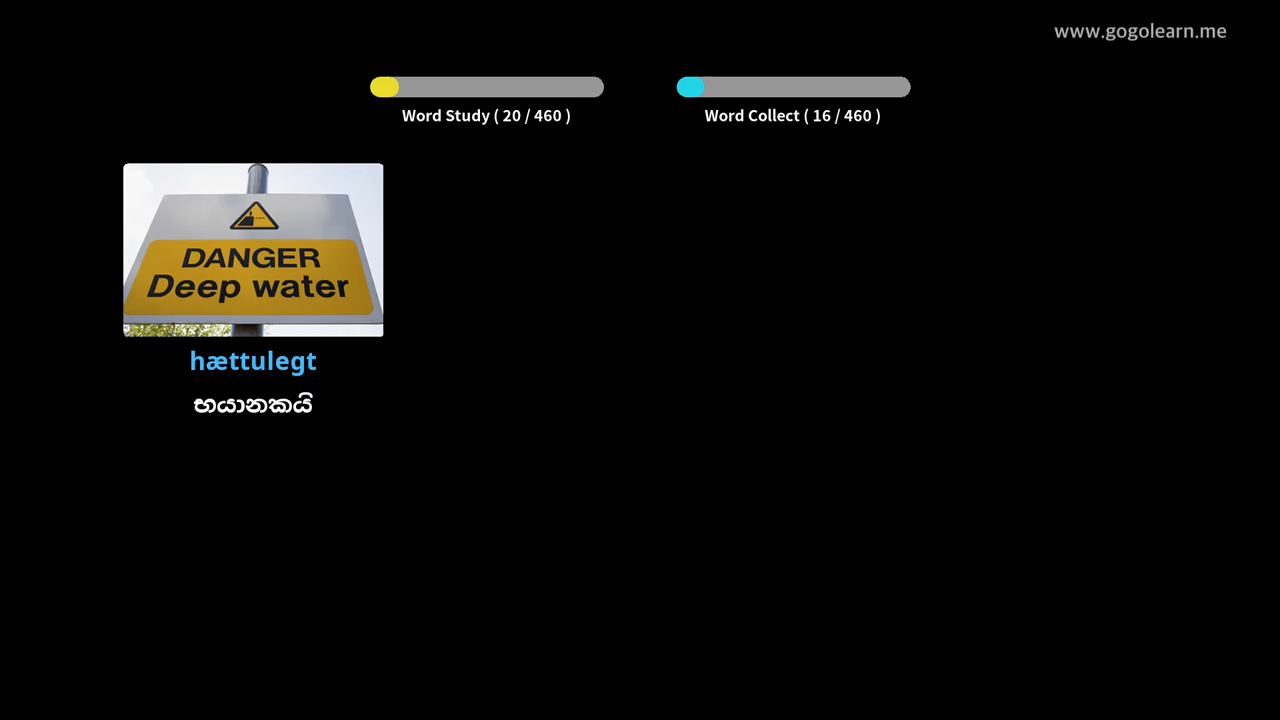 www.gogolearn.me
Word Study ( 20 / 460 )
Word Collect ( 16 / 460 )
DANGER
Deep water
hættulegt
භයානකයි